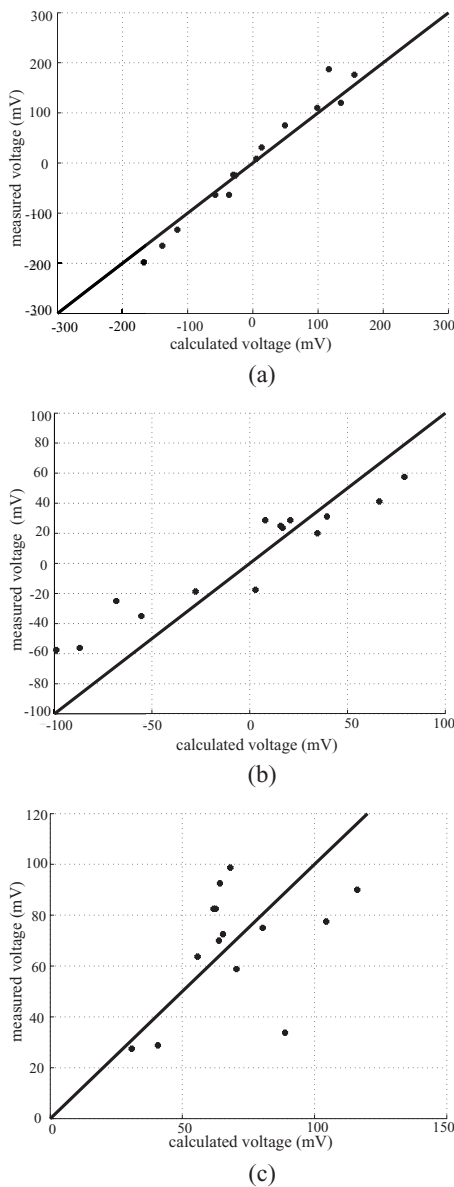 300
200
100
0
-100
-200
-300
-300 -200 -100 0 100 200 300
measured voltage (mV)
calculated voltage (mV)
(a)
100
80
60
40
20
0
-20
-40
-60
-80
-100
-100 -50 0 50 100
measured voltage (mV)
calculated voltage (mV)
(b)
120
100
80
60
40
20
0
0 50 100 150
measured voltage (mV)
calculated voltage (mV)
(c)